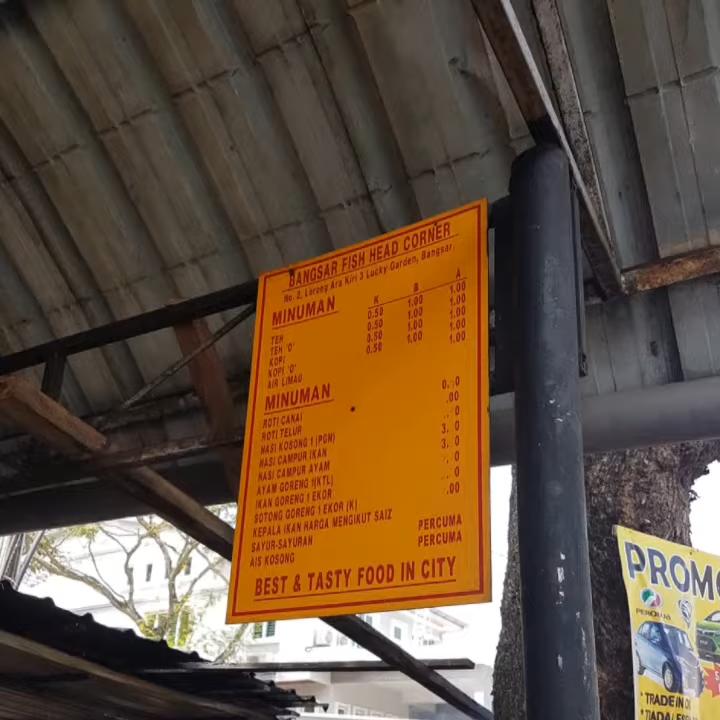 BANGSAR FISH HEAD CORNER
No. 2, Lorong Ara Kiri 3 Lucky Garden, Bangsar.
MINUMAN K B A
TEH 0.50 1.00 1.00
TEH 'O' 0.50 1.00 1.00
KOPI 0.50 1.00 1.00
KOPI 'O' 0.50 1.00 1.00
AIR LIMAU
MINUMAN
ROTI CANAI
ROTI TELUR
NASI KOSONG 1 (PGN)
NASI CAMPUR IKAN
NASI CAMPUR AYAM
AYAM GORENG 1(KTL)
IKAN GORENG 1 EKOR
SOTONG GORENG 1 EKOR (K)
KEPALA IKAN HARGA MENGIKUT SAIZ
SAYUR-SAYURAN PERCUMA
AIS KOSONG PERCUMA
BEST & TASTY FOOD IN CITY
PROMO
PERODUA
TRADE IN